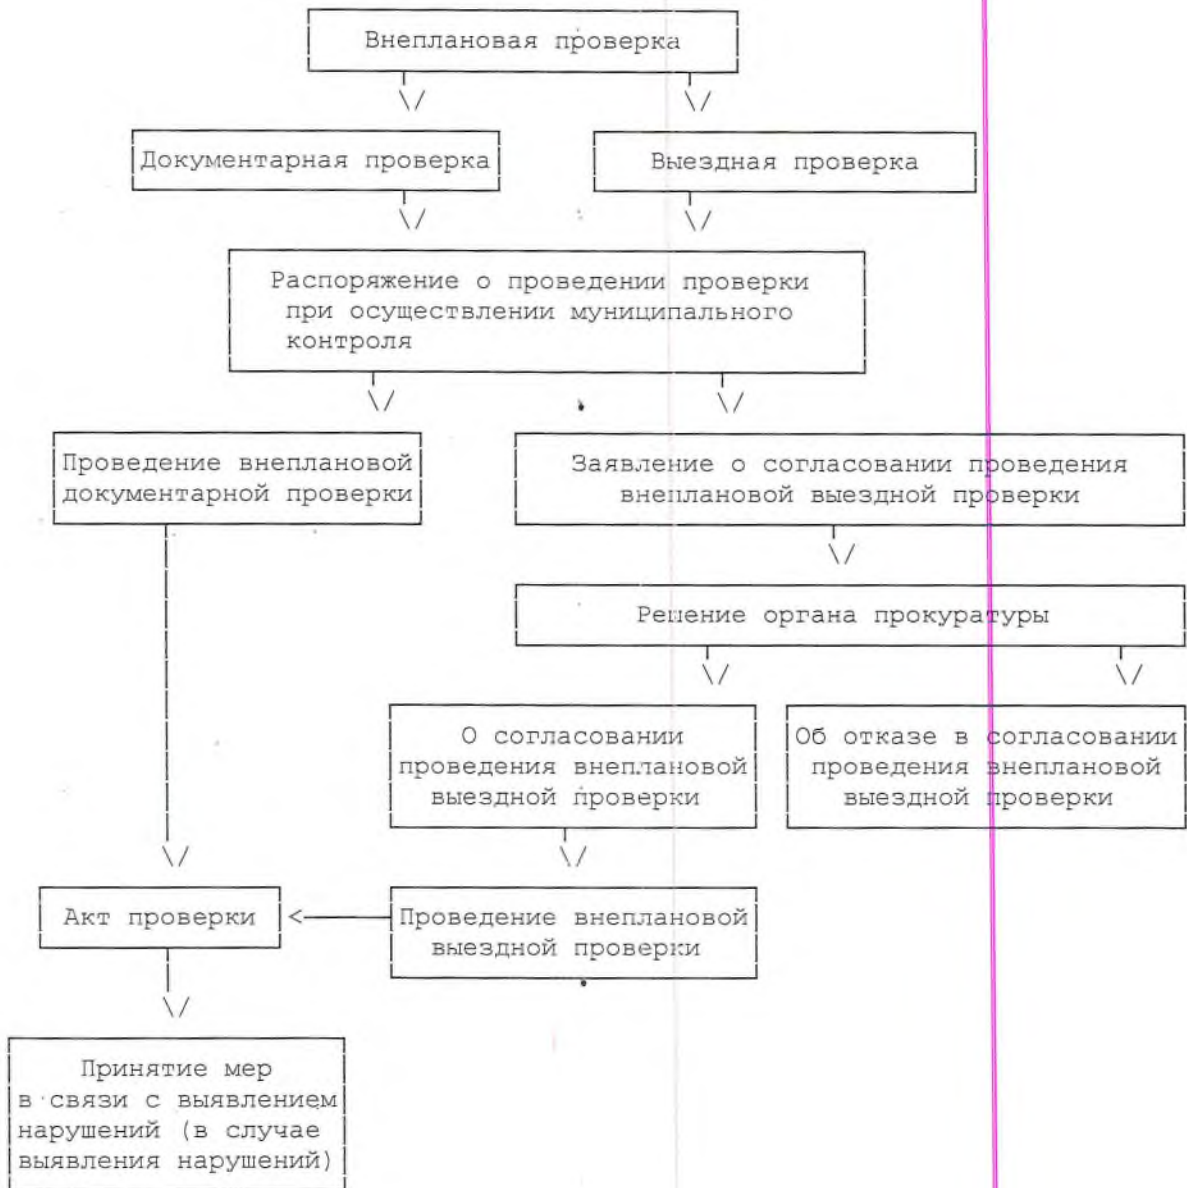 Внеплановая проверка
Документарная проверка
Выездная проверка
Распоряжение о проведении проверки
при осуществлении муниципального
контроля
Проведение внеплановой
документарной проверки
Заявление о согласовании проведения
внеплановой выездной проверки
Решение органа прокуратуры
О согласовании
проведения внеплановой
выездной проверки
Об отказе в согласовании
проведения внеплановой
выездной проверки
Акт проверки
Проведение внеплановой
выездной проверки
Принятие мер
в связи с выявлением
нарушений (в случае
выявления нарушений)